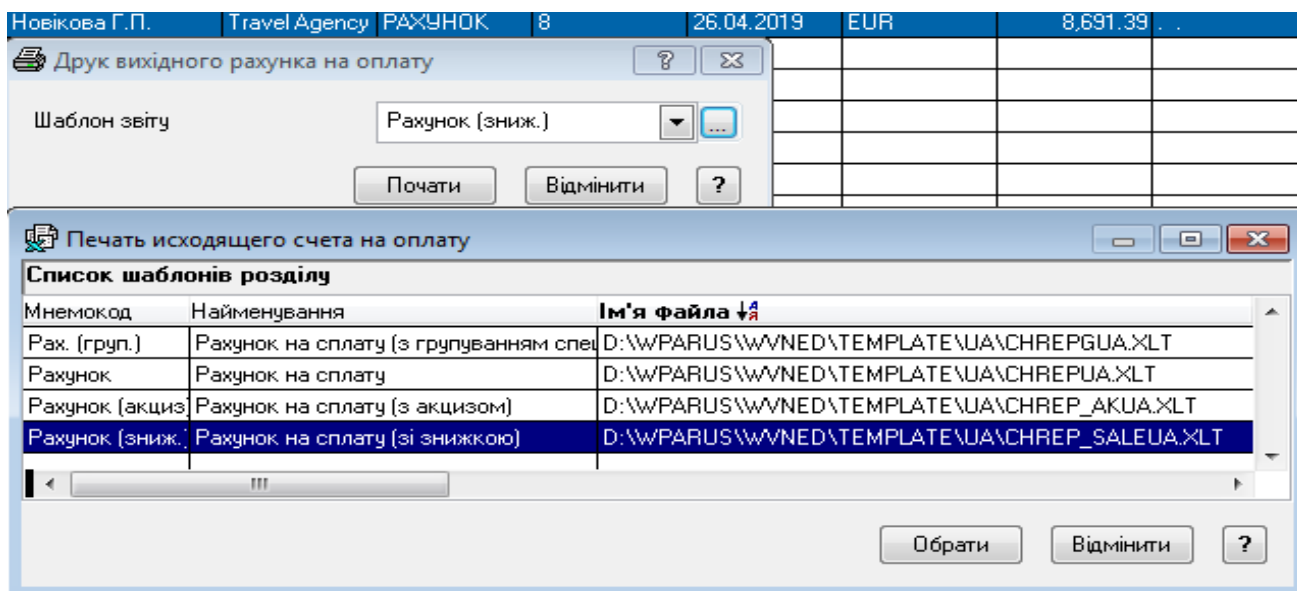 Новікова Г.П. Travel Agency РАХУНОК 8 26.04.2019 EUR 8,691.39 . .
Друк вихідного рахунка на оплату ?
Шаблон звіту Рахунок (зниж.) ...
Почати Відмінити ?
Печать исходящего счета на оплату
Список шаблонів розділу
Мнемокод Найменування Ім'я файла
Рах. (груп.) Рахунок на сплату (з групуванням спец D:\WPARUS\WVNED\TEMPLATE\UA\CHREPGUA.XLT
Рахунок Рахунок на сплату D:\WPARUS\WVNED\TEMPLATE\UA\CHREPUA.XLT
Рахунок (акциз) Рахунок на сплату (з акцизом) D:\WPARUS\WVNED\TEMPLATE\UA\CHREP_AKUA.XLT
Рахунок (зниж.) Рахунок на сплату (зі знижкою) D:\WPARUS\WVNED\TEMPLATE\UA\CHREP_SALEUA.XLT
Обрати Відмінити ?